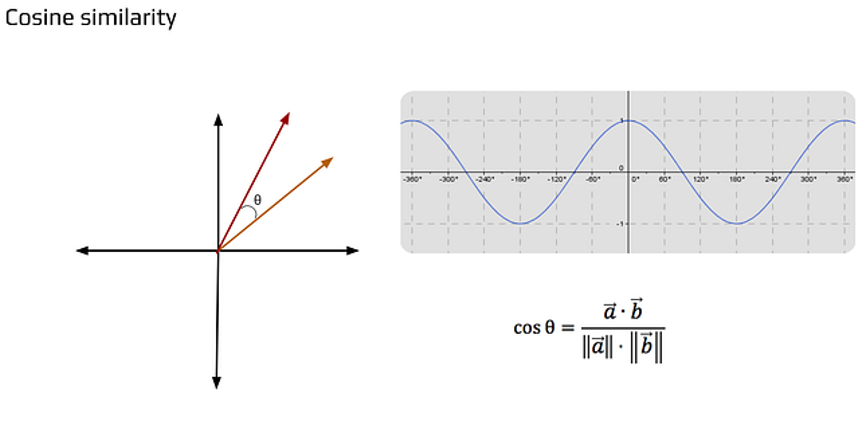 Cosine similarity
θ
1
0
-360° -300° -240° -180° -120° -60° 0° 60° 120° 180° 240° 300° 360°
-1
cos θ = a⃗ · b⃗ / ‖a⃗‖ · ‖b⃗‖